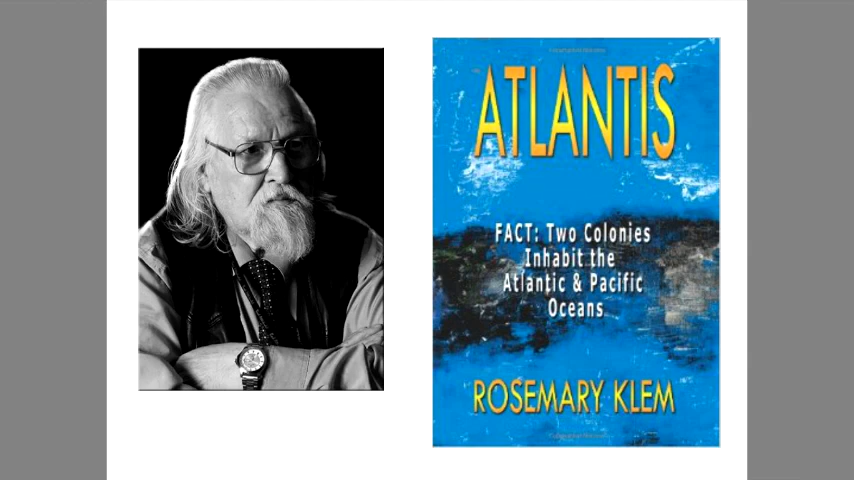 ATLANTIS
FACT: Two Colonies
Inhabit the
Atlantic & Pacific
Oceans
ROSEMARY KLEM